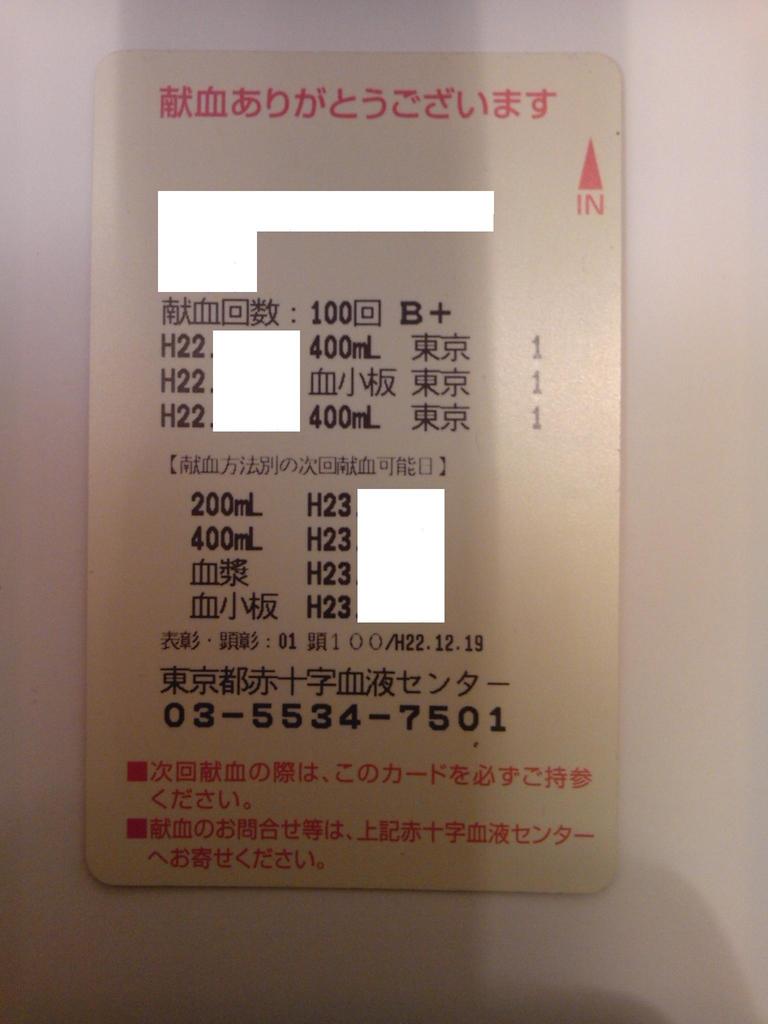 献血ありがとうございます
IN
献血回数：100回 B+
H22. 400mL 東京 1
H22. 血小板 東京 1
H22. 400mL 東京 1
【献血方法別の次回献血可能日】
200mL H23.
400mL H23
血漿 H23.
血小板 H23.
表彰・顕彰：01 顕１００/H22.12.19
東京都赤十字血液センター
03-5534-7501
■次回献血の際は、このカードを必ずご持参
ください。
■献血のお問合せ等は、上記赤十字血液センター
へお寄せください。